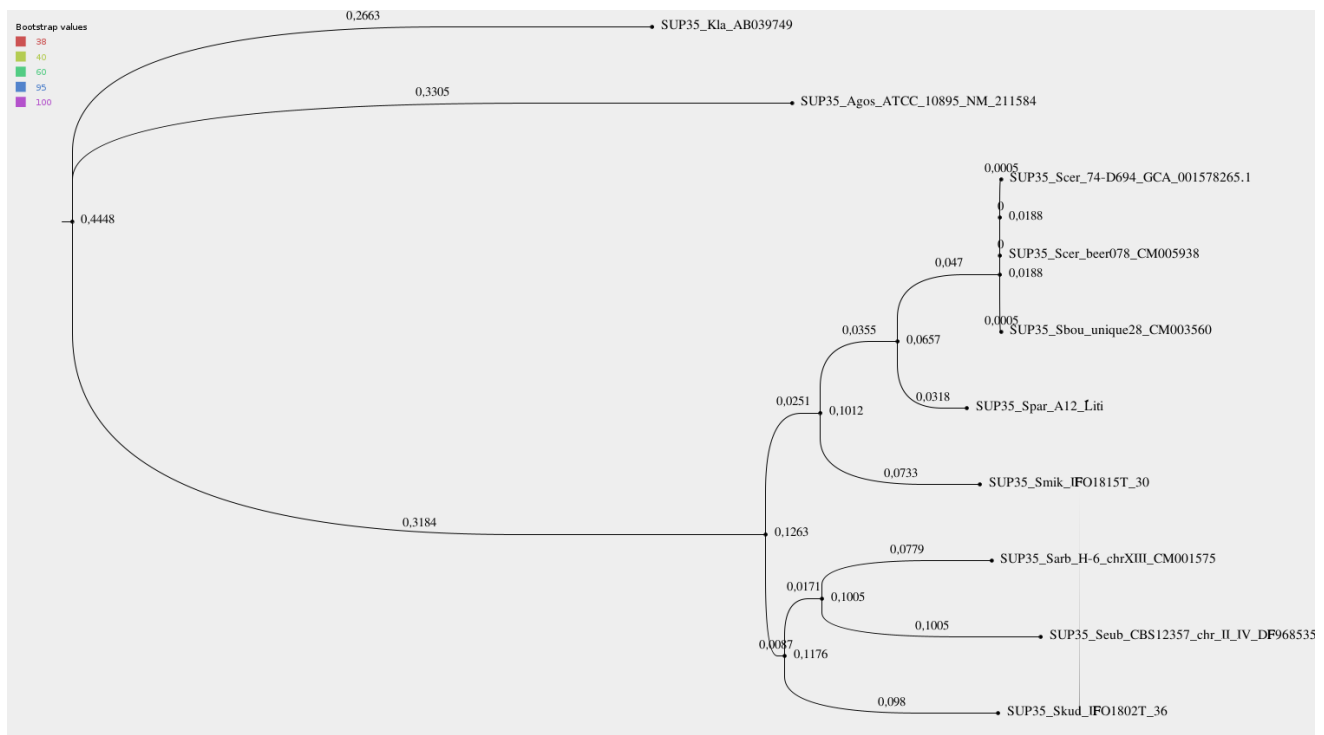 Bootstrap values
38
40
60
95
100
0,2663
SUP35_Kla_AB039749
0,3305
SUP35_Agos_ATCC_10895_NM_211584
0,4448
0,0005
SUP35_Scer_74-D694_GCA_001578265.1
0
0,0188
0
SUP35_Scer_beer078_CM005938
0,047
0,0188
0,0005
SUP35_Sbou_unique28_CM003560
0,0355
0,0657
0,0318
SUP35_Spar_A12_Liti
0,0251
0,1012
0,0733
SUP35_Smik_IFO1815T_30
0,3184
0,1263
0,0779
SUP35_Sarb_H-6_chrXIII_CM001575
0,0171
0,1005
0,1005
SUP35_Seub_CBS12357_chr_II_IV_DF968535
0,0087
0,1176
0,098
SUP35_Skud_IFO1802T_36